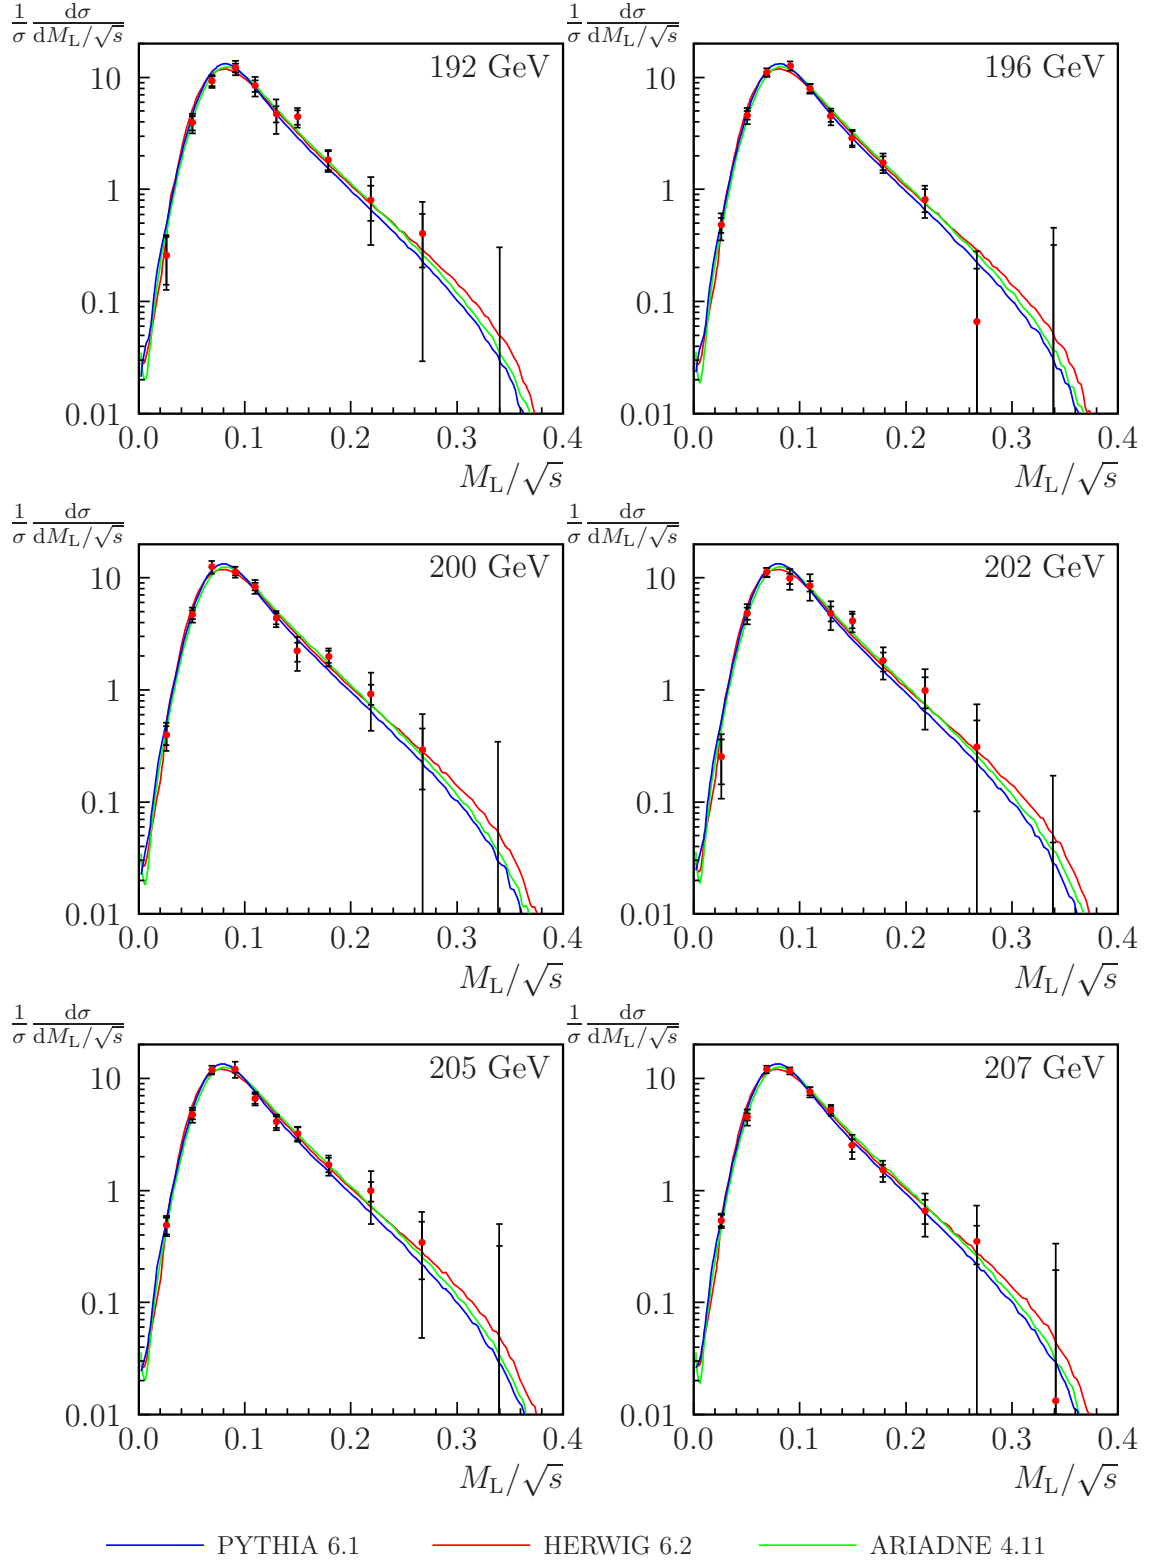 1/σ dσ/dM_L/√s 1/σ dσ/dM_L/√s
192 GeV 196 GeV
10 10
1 1
0.1 0.1
0.01 0.01
0.0 0.1 0.2 0.3 0.4 0.0 0.1 0.2 0.3 0.4
M_L/√s M_L/√s
1/σ dσ/dM_L/√s 1/σ dσ/dM_L/√s
200 GeV 202 GeV
10 10
1 1
0.1 0.1
0.01 0.01
0.0 0.1 0.2 0.3 0.4 0.0 0.1 0.2 0.3 0.4
M_L/√s M_L/√s
1/σ dσ/dM_L/√s 1/σ dσ/dM_L/√s
205 GeV 207 GeV
10 10
1 1
0.1 0.1
0.01 0.01
0.0 0.1 0.2 0.3 0.4 0.0 0.1 0.2 0.3 0.4
M_L/√s M_L/√s
PYTHIA 6.1 HERWIG 6.2 ARIADNE 4.11